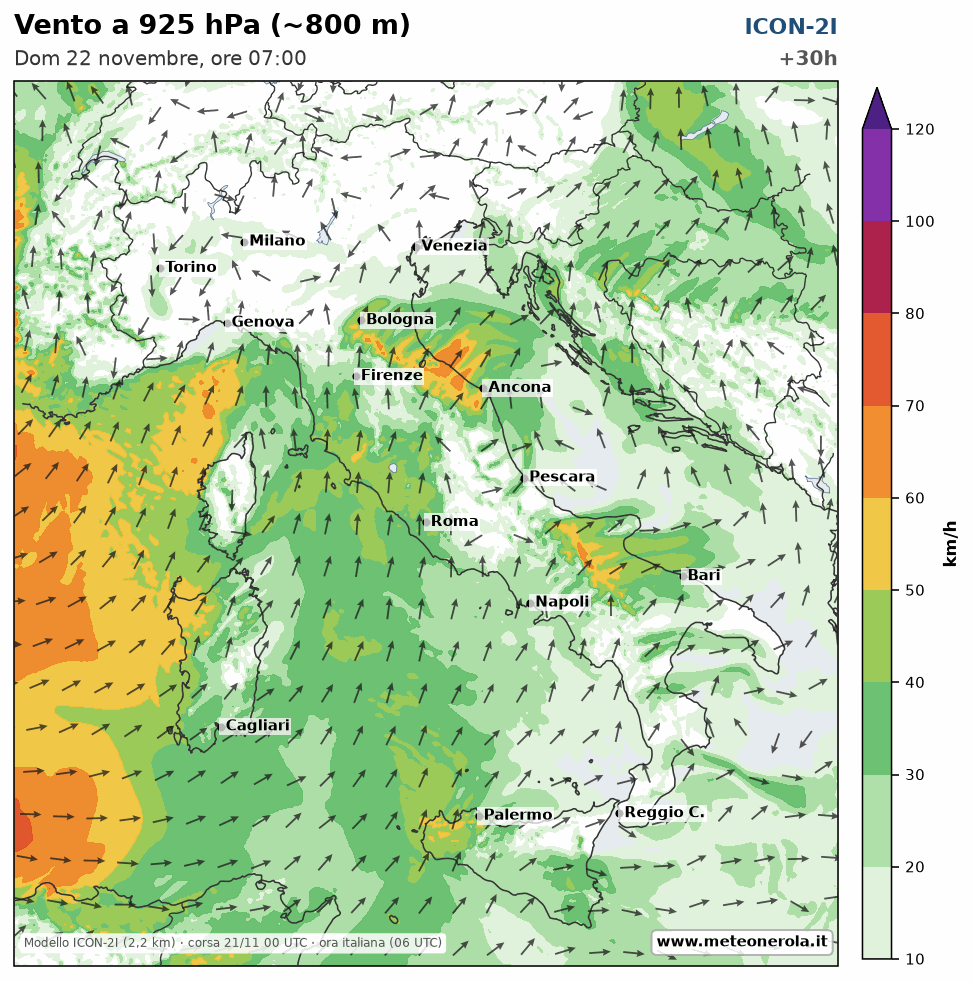 Vento a 925 hPa (~800 m)
ICON-2I
Dom 22 novembre, ore 07:00
+30h
120
100
80
70
60
50
40
30
20
10
km/h
Milano
Venezia
Torino
Genova
Bologna
Firenze
Ancona
Pescara
Roma
Bari
Napoli
Cagliari
Palermo
Reggio C.
Modello ICON-2I (2,2 km) · corsa 21/11 00 UTC · ora italiana (06 UTC)
www.meteonerola.it